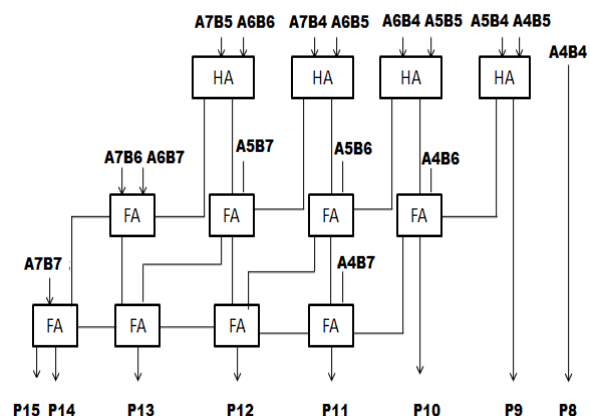 A7B5 A6B6 A7B4 A6B5 A6B4 A5B5 A5B4 A4B5
A4B4
HA HA HA HA
A7B6 A6B7 A5B7 A5B6 A4B6
FA FA FA FA
A7B7 A4B7
FA FA FA FA
P15 P14 P13 P12 P11 P10 P9 P8